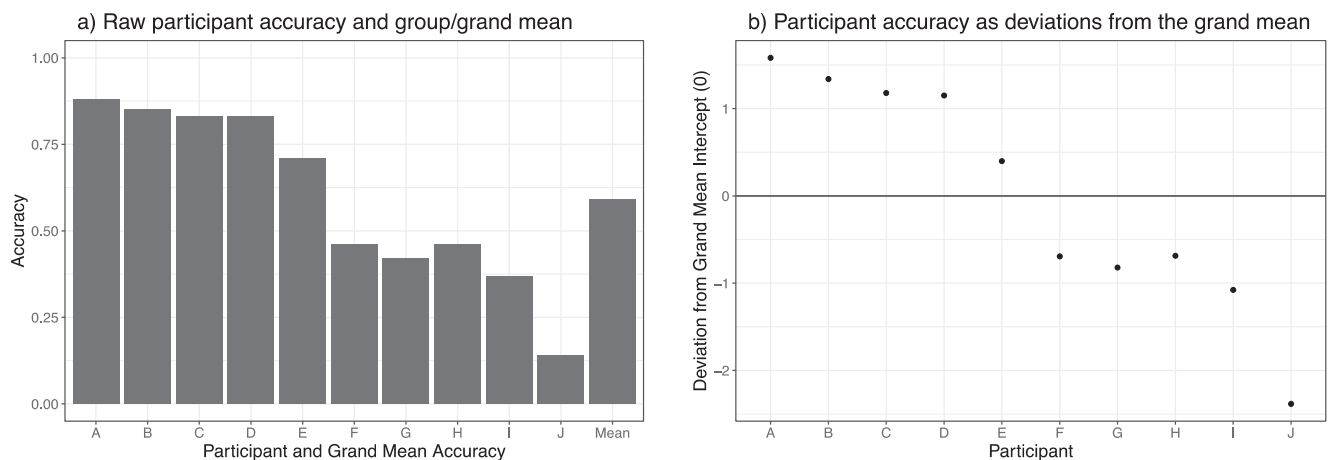 a) Raw participant accuracy and group/grand mean
Accuracy
1.00
0.75
0.50
0.25
0.00
A B C D E F G H I J Mean
Participant and Grand Mean Accuracy
b) Participant accuracy as deviations from the grand mean
Deviation from Grand Mean Intercept (0)
1
0
−1
−2
A B C D E F G H I J
Participant